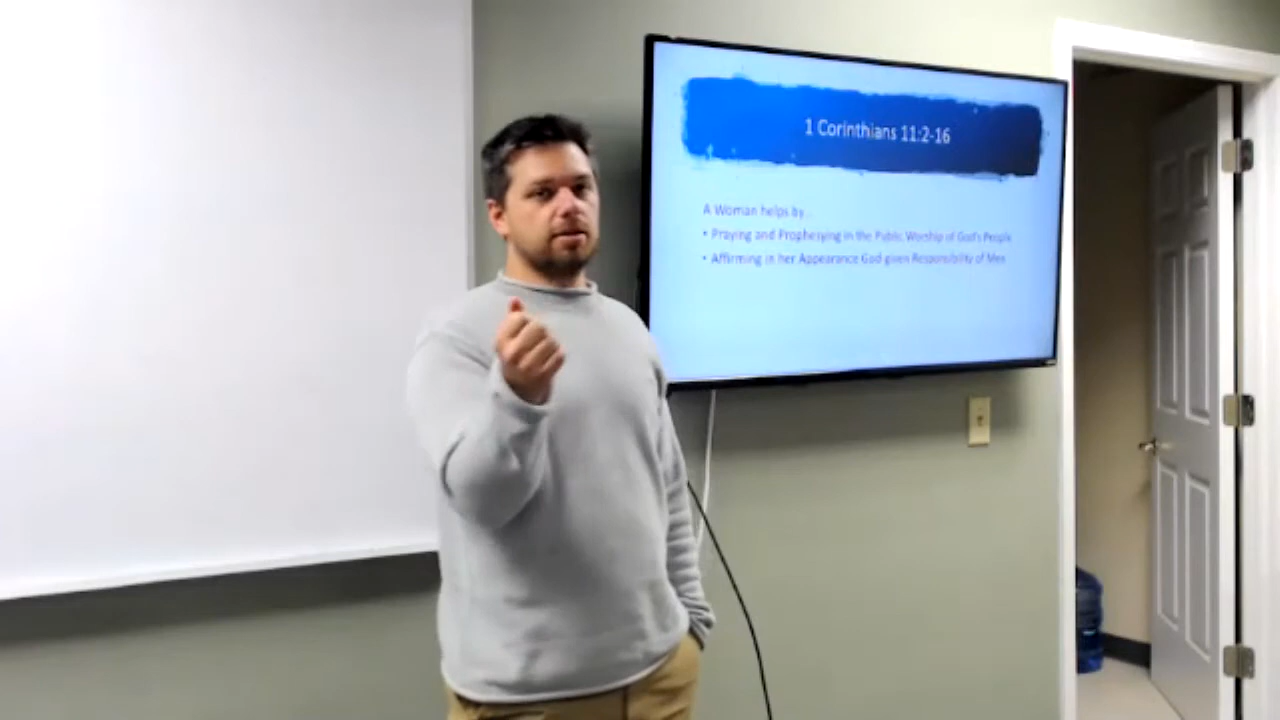 1 Corinthians 11:2-16
A Woman helps by…
• Praying and Prophesying in the Public Worship of God's People
• Affirming in her Appearance God given Responsibility of Men